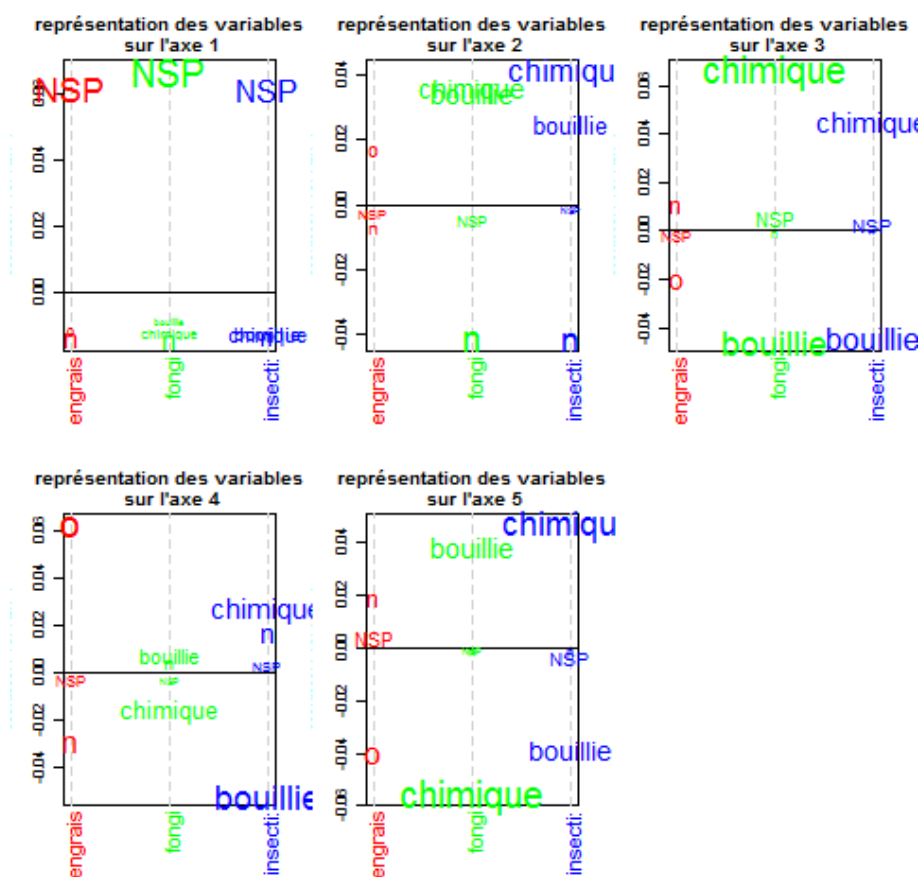 représentation des variables
sur l'axe 1
0.06
0.04
0.02
0.00
NSP
NSP
NSP
bouillie
chimique
n
n
chimique
engrais
fongi
insecti:
représentation des variables
sur l'axe 2
0.04
0.02
0.00
-0.02
-0.04
chimiqu
chimique
bouillie
bouillie
o
NSP
NSP
NSP
n
n
n
engrais
fongi
insecti:
représentation des variables
sur l'axe 3
0.06
0.04
0.02
0.00
-0.02
-0.04
chimique
chimique
n
NSP
NSP
NSP
o
bouillie
bouillie
engrais
fongi
insecti:
représentation des variables
sur l'axe 4
0.06
0.04
0.02
0.00
-0.02
-0.04
o
chimique
n
bouillie
n
NSP
NSP
NSP
chimique
n
bouillie
engrais
fongi
insecti:
représentation des variables
sur l'axe 5
0.04
0.02
0.00
-0.02
-0.04
-0.06
chimiqu
bouillie
n
NSP
NSP
NSP
o
bouillie
chimique
engrais
fongi
insecti: